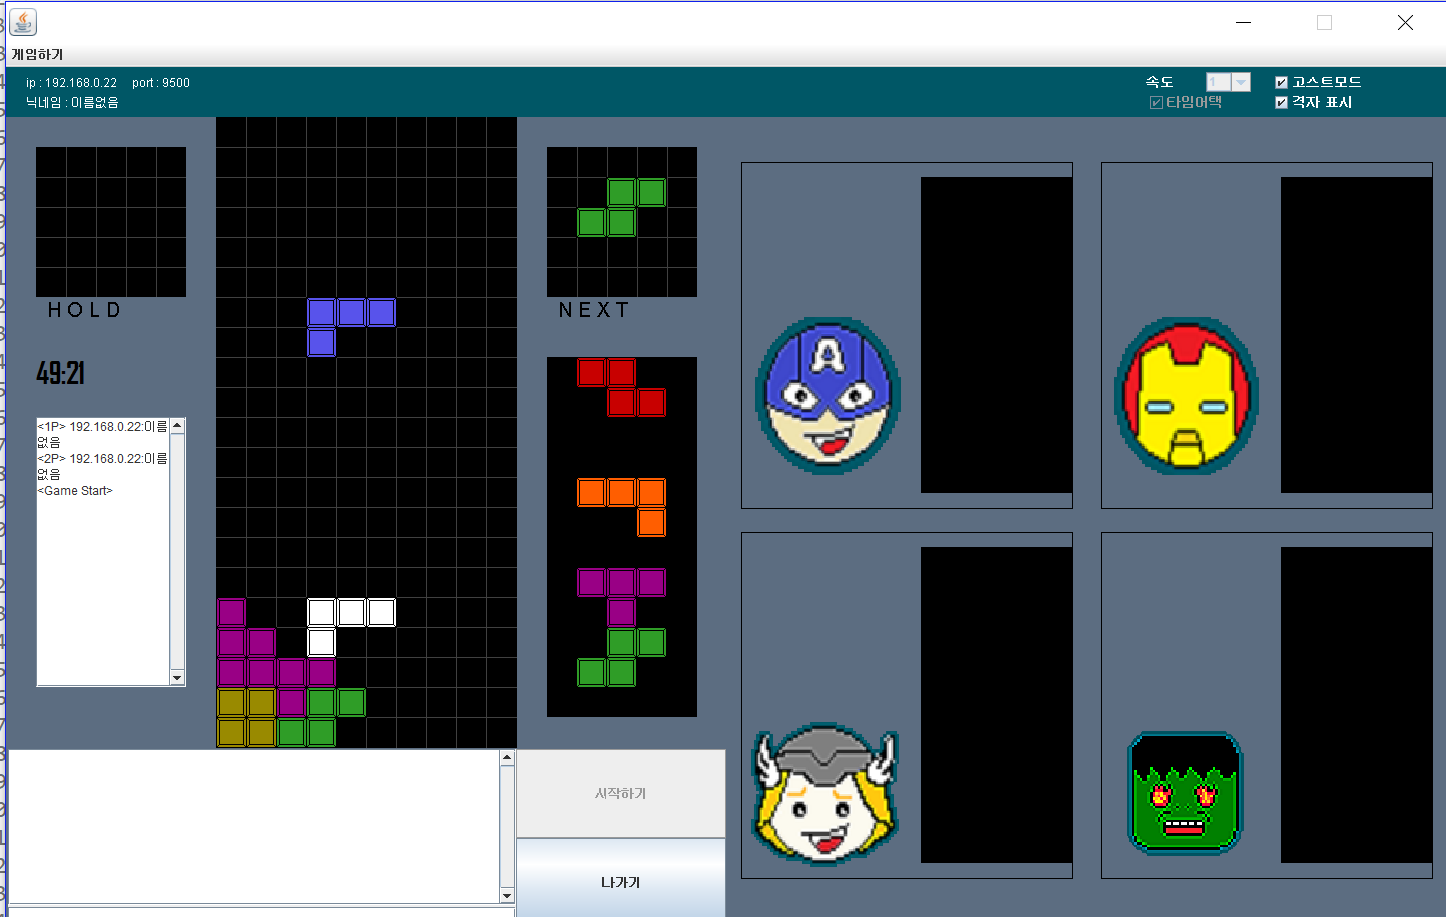 게임하기
ip : 192.168.0.22 port : 9500
닉네임 : 이름없음
속도 1
고스트모드
타임어택
격자 표시
HOLD
NEXT
49:21
<1P> 192.168.0.22:이름
없음
<2P> 192.168.0.22:이름
없음
<Game Start>
A
시작하기
나가기